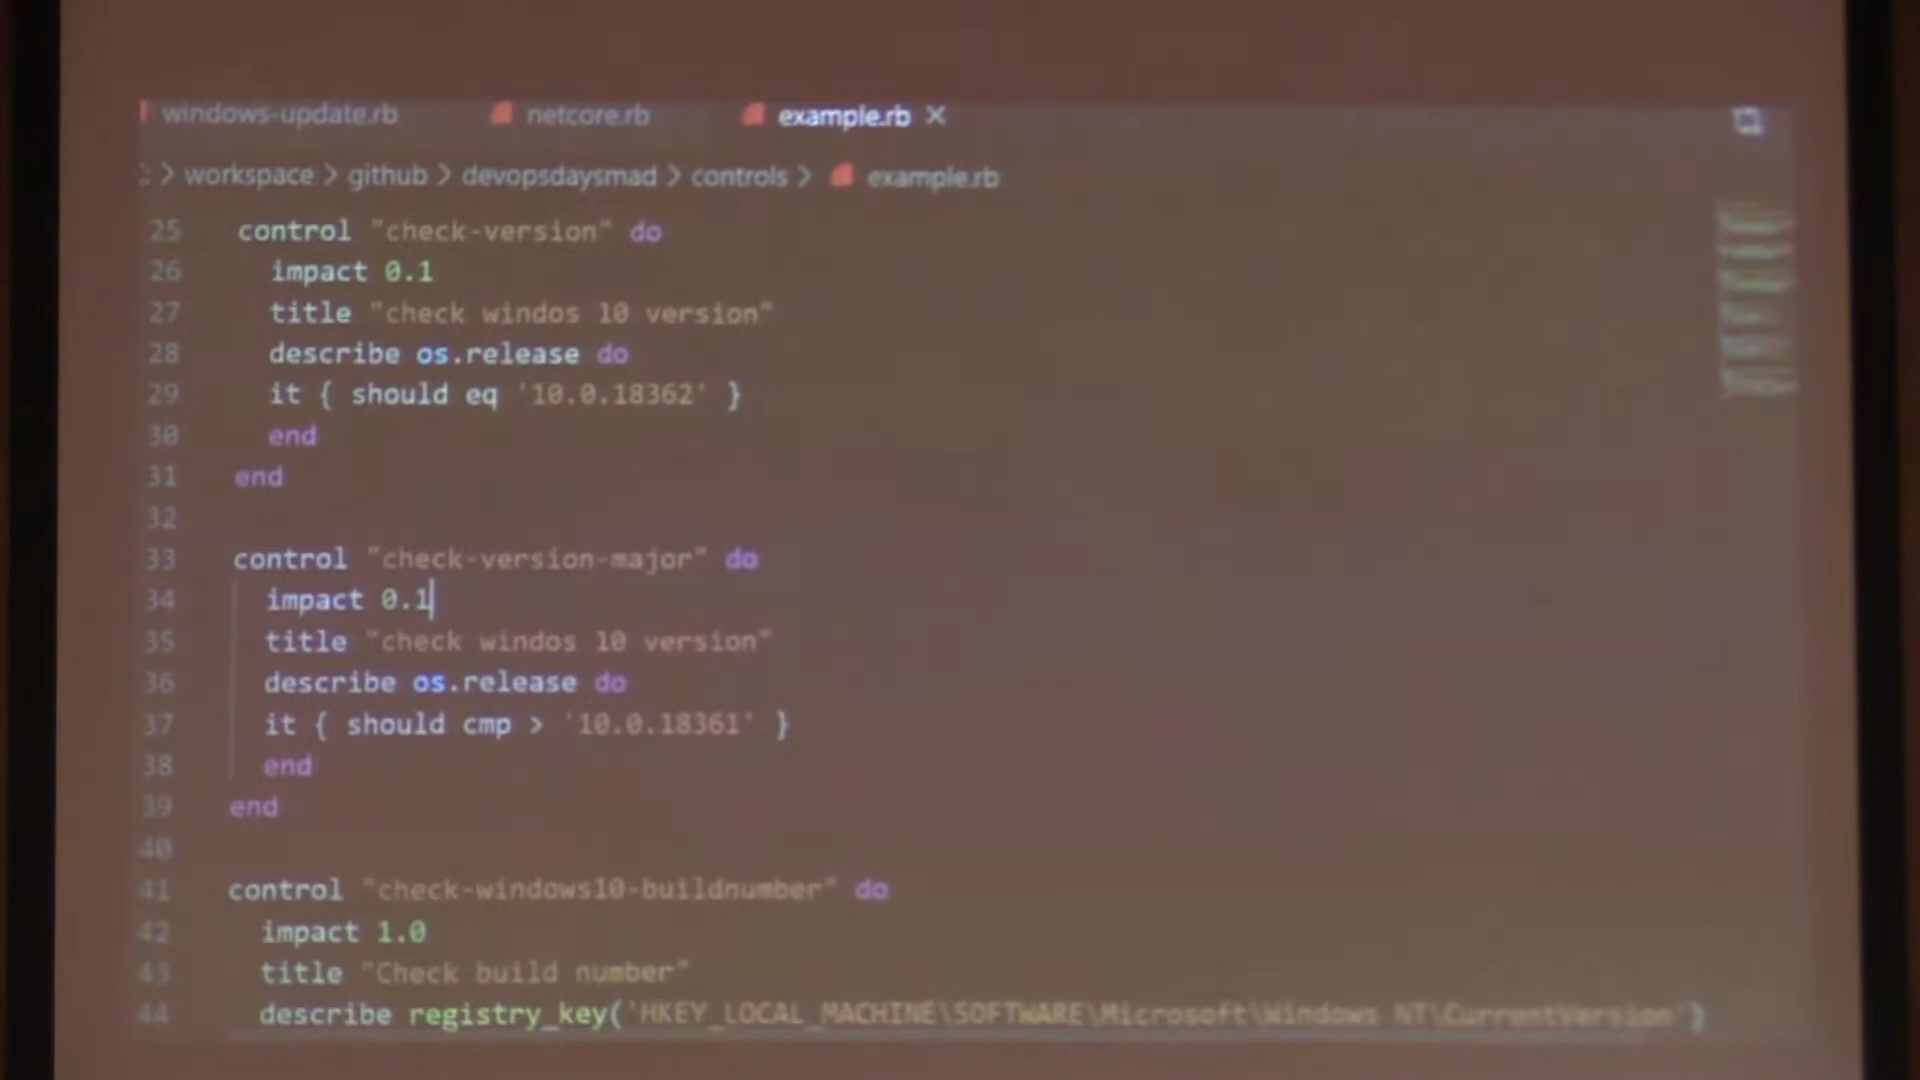 windows-update.rb netcore.rb example.rb ×
> workspace > github > devopsdaysmad > controls > example.rb
25 control "check-version" do
26 impact 0.1
27 title "check windos 10 version"
28 describe os.release do
29 it { should eq '10.0.18362' }
30 end
31 end
32
33 control "check-version-major" do
34 impact 0.1
35 title "check windos 10 version"
36 describe os.release do
37 it { should cmp > '10.0.18361' }
38 end
39 end
40
41 control "check-windows10-buildnumber" do
42 impact 1.0
43 title "Check build number"
44 describe registry_key('HKEY_LOCAL_MACHINE\SOFTWARE\Microsoft\Windows NT\CurrentVersion')